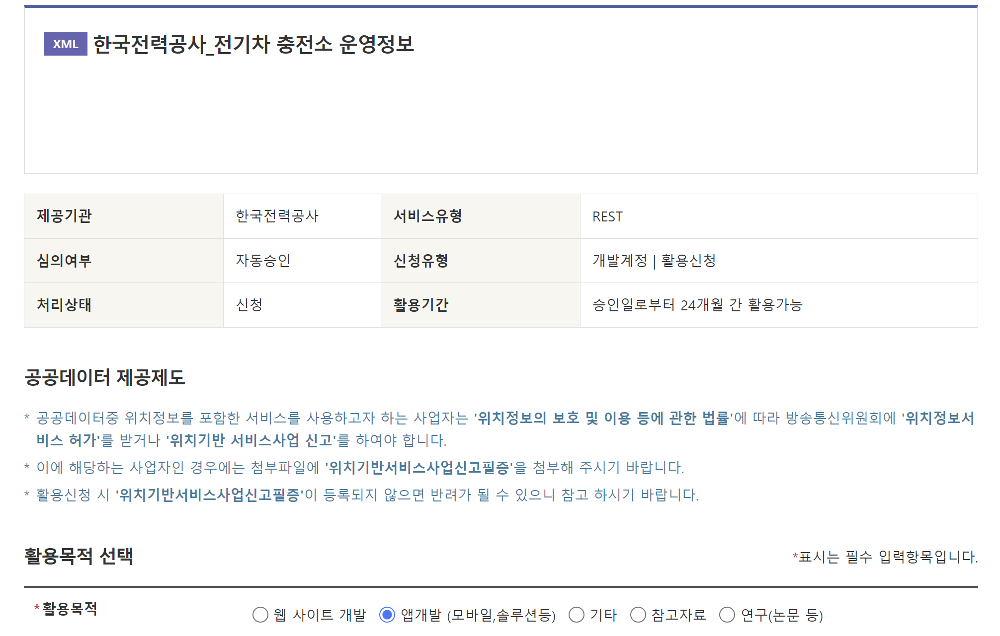 XML 한국전력공사_전기차 충전소 운영정보
제공기관 한국전력공사 서비스유형 REST
심의여부 자동승인 신청유형 개발계정 | 활용신청
처리상태 신청 활용기간 승인일로부터 24개월 간 활용가능
공공데이터 제공제도
* 공공데이터중 위치정보를 포함한 서비스를 사용하고자 하는 사업자는 '위치정보의 보호 및 이용 등에 관한 법률'에 따라 방송통신위원회에 '위치정보서
비스 허가'를 받거나 '위치기반 서비스사업 신고'를 하여야 합니다.
* 이에 해당하는 사업자인 경우에는 첨부파일에 '위치기반서비스사업신고필증'을 첨부해 주시기 바랍니다.
* 활용신청 시 '위치기반서비스사업신고필증'이 등록되지 않으면 반려가 될 수 있으니 참고 하시기 바랍니다.
활용목적 선택 *표시는 필수 입력항목입니다.
*활용목적 웹 사이트 개발 앱개발 (모바일,솔루션등) 기타 참고자료 연구(논문 등)